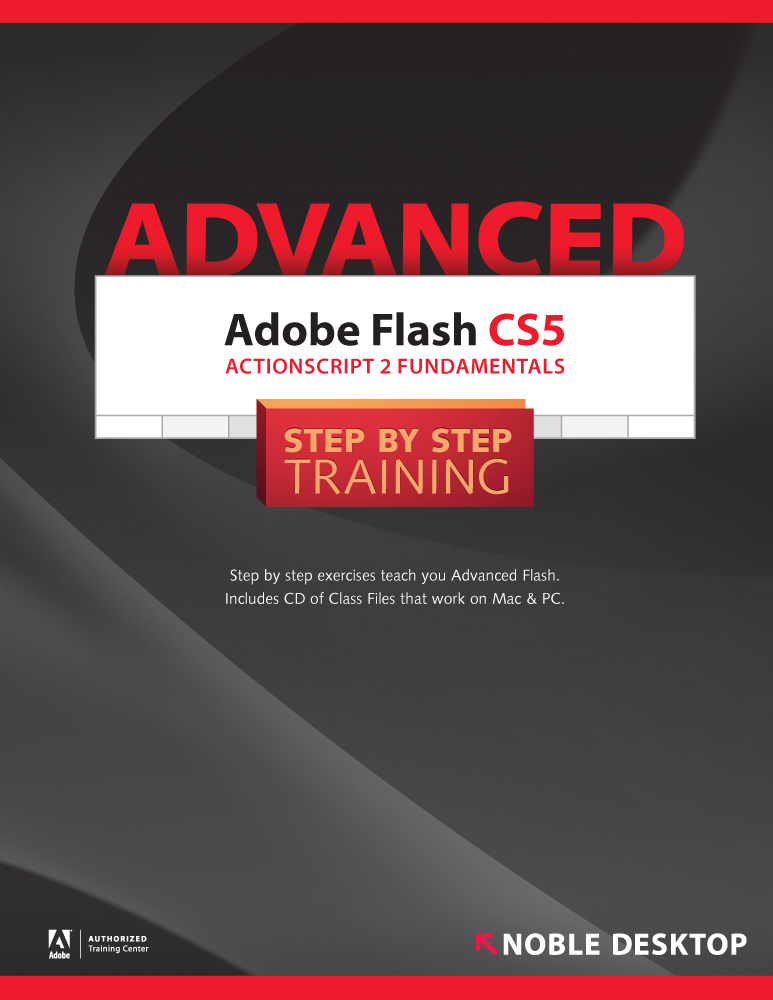 ADVANCED
Adobe Flash CS5
ACTIONSCRIPT 2 FUNDAMENTALS
STEP BY STEP
TRAINING
Step by step exercises teach you Advanced Flash.
Includes CD of Class Files that work on Mac & PC.
Adobe
AUTHORIZED
Training Center
NOBLE DESKTOP